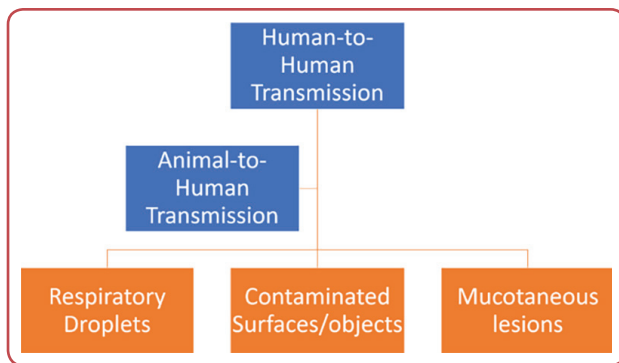 Human-to-
Human
Transmission
Animal-to-
Human
Transmission
Respiratory
Droplets
Contaminated
Surfaces/objects
Mucotaneous
lesions